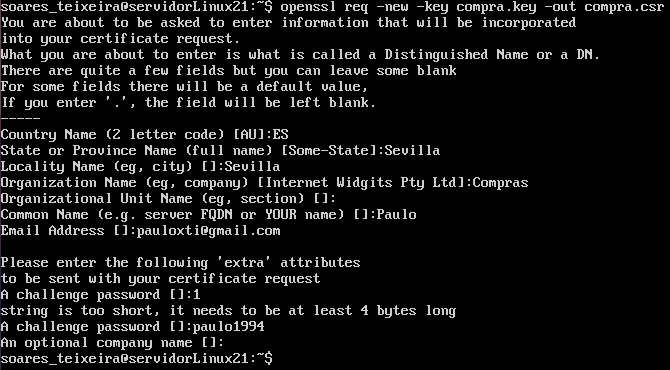 soares_teixeira@servidorLinux21:~$ openssl req -new -key compra.key -out compra.csr
You are about to be asked to enter information that will be incorporated
into your certificate request.
What you are about to enter is what is called a Distinguished Name or a DN.
There are quite a few fields but you can leave some blank
For some fields there will be a default value,
If you enter '.', the field will be left blank.
-----
Country Name (2 letter code) [AU]:ES
State or Province Name (full name) [Some-State]:Sevilla
Locality Name (eg, city) []:Sevilla
Organization Name (eg, company) [Internet Widgits Pty Ltd]:Compras
Organizational Unit Name (eg, section) []:
Common Name (e.g. server FQDN or YOUR name) []:Paulo
Email Address []:pauloxti@gmail.com

Please enter the following 'extra' attributes
to be sent with your certificate request
A challenge password []:1
string is too short, it needs to be at least 4 bytes long
A challenge password []:paulo1994
An optional company name []:
soares_teixeira@servidorLinux21:~$